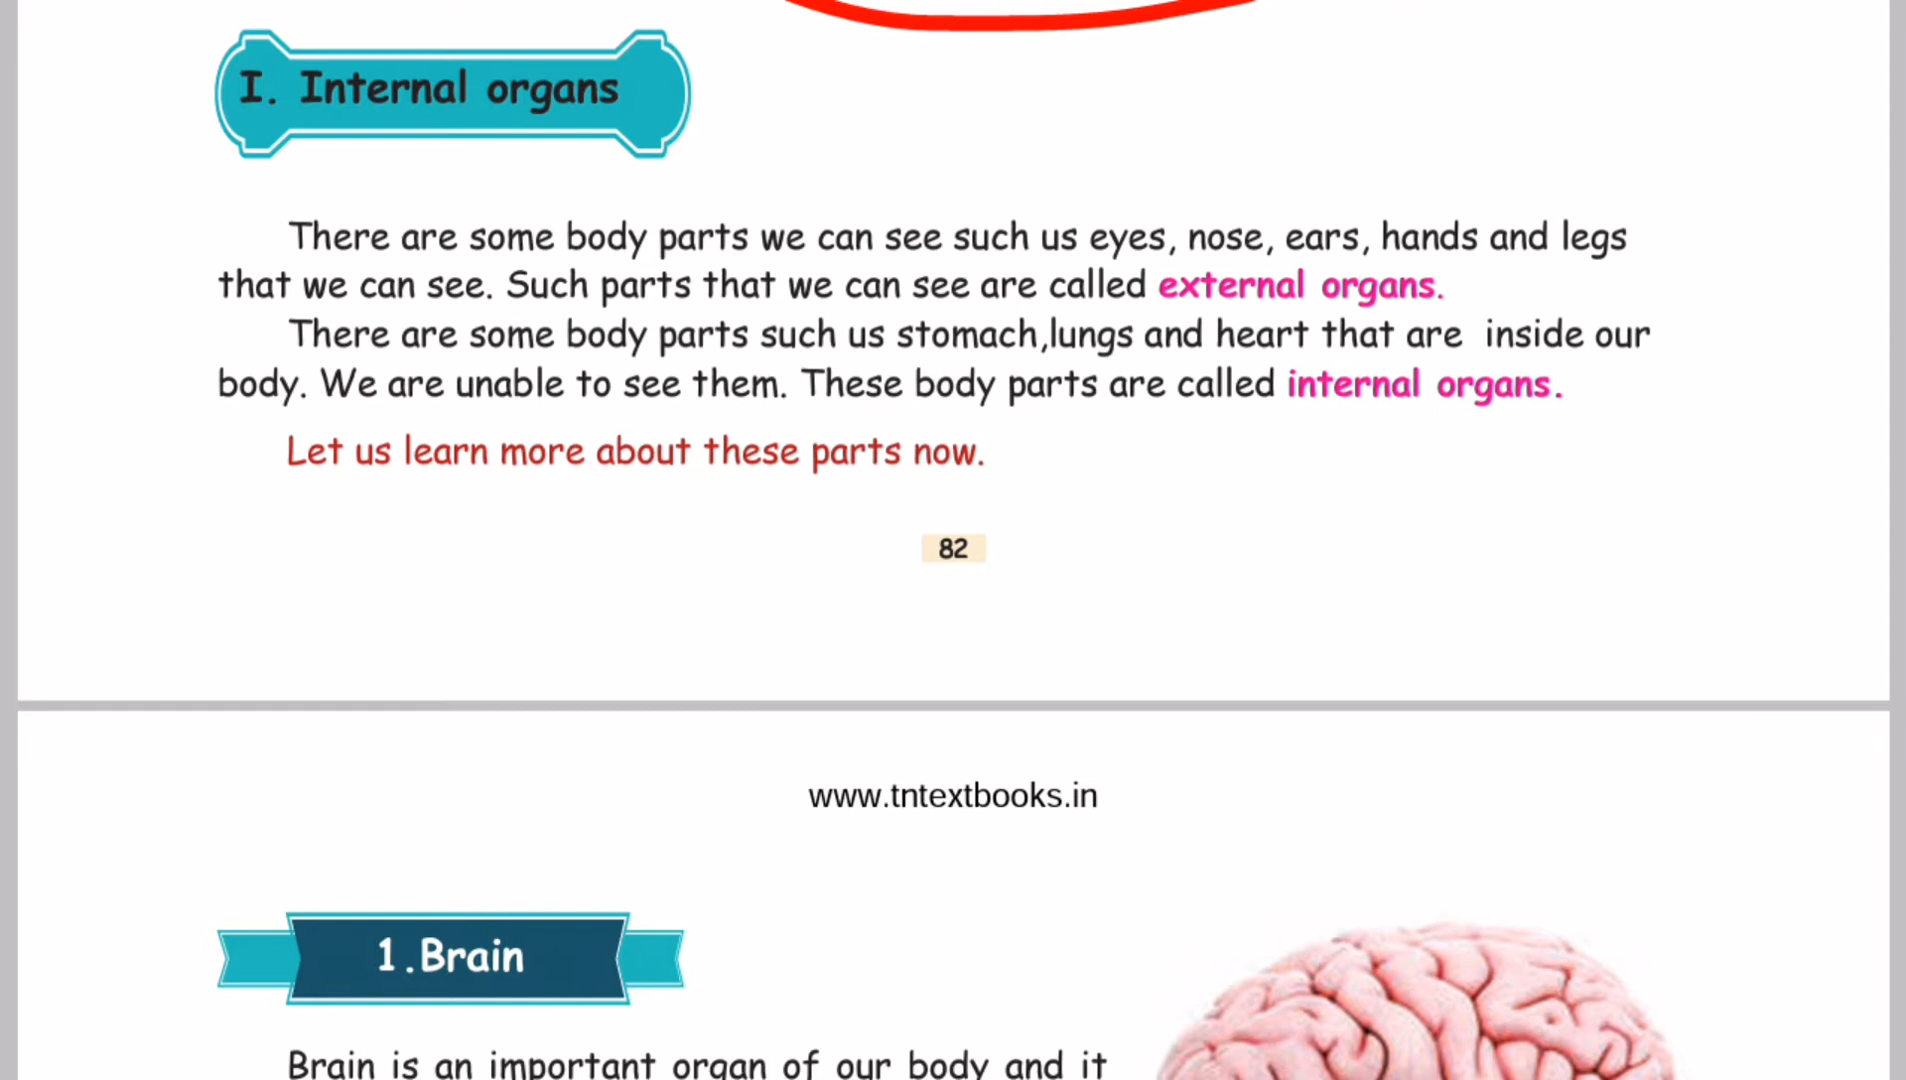 I. Internal organs
There are some body parts we can see such us eyes, nose, ears, hands and legs
that we can see. Such parts that we can see are called external organs.
There are some body parts such us stomach,lungs and heart that are inside our
body. We are unable to see them. These body parts are called internal organs.
Let us learn more about these parts now.
82
www.tntextbooks.in
1.Brain
Brain is an important organ of our body and it